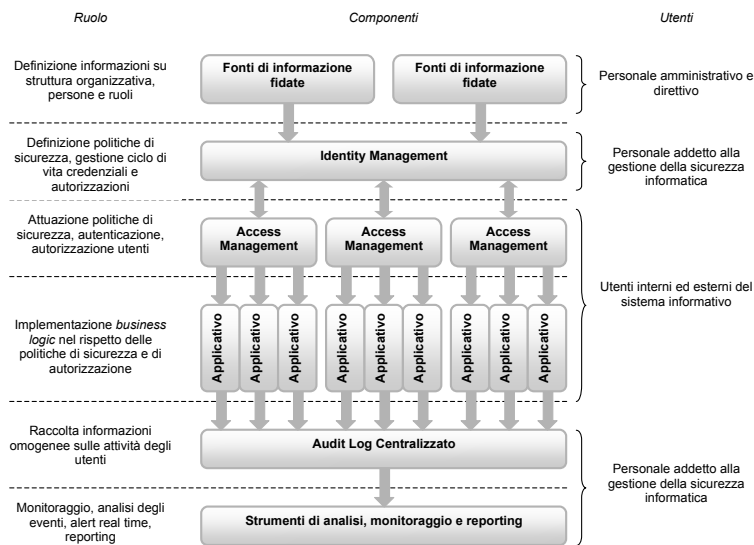 Ruolo
Componenti
Utenti
Definizione informazioni su
struttura organizzativa,
persone e ruoli
Fonti di informazione
fidate
Fonti di informazione
fidate
Personale amministrativo e
direttivo
Definizione politiche di
sicurezza, gestione ciclo di
vita credenziali e
autorizzazioni
Identity Management
Personale addetto alla
gestione della sicurezza
informatica
Attuazione politiche di
sicurezza, autenticazione,
autorizzazione utenti
Access
Management
Access
Management
Access
Management
Utenti interni ed esterni del
sistema informativo
Implementazione business
logic nel rispetto delle
politiche di sicurezza e di
autorizzazione
Applicativo
Applicativo
Applicativo
Applicativo
Applicativo
Applicativo
Applicativo
Applicativo
Applicativo
Raccolta informazioni
omogenee sulle attività degli
utenti
Audit Log Centralizzato
Personale addetto alla
gestione della sicurezza
informatica
Monitoraggio, analisi degli
eventi, alert real time,
reporting
Strumenti di analisi, monitoraggio e reporting